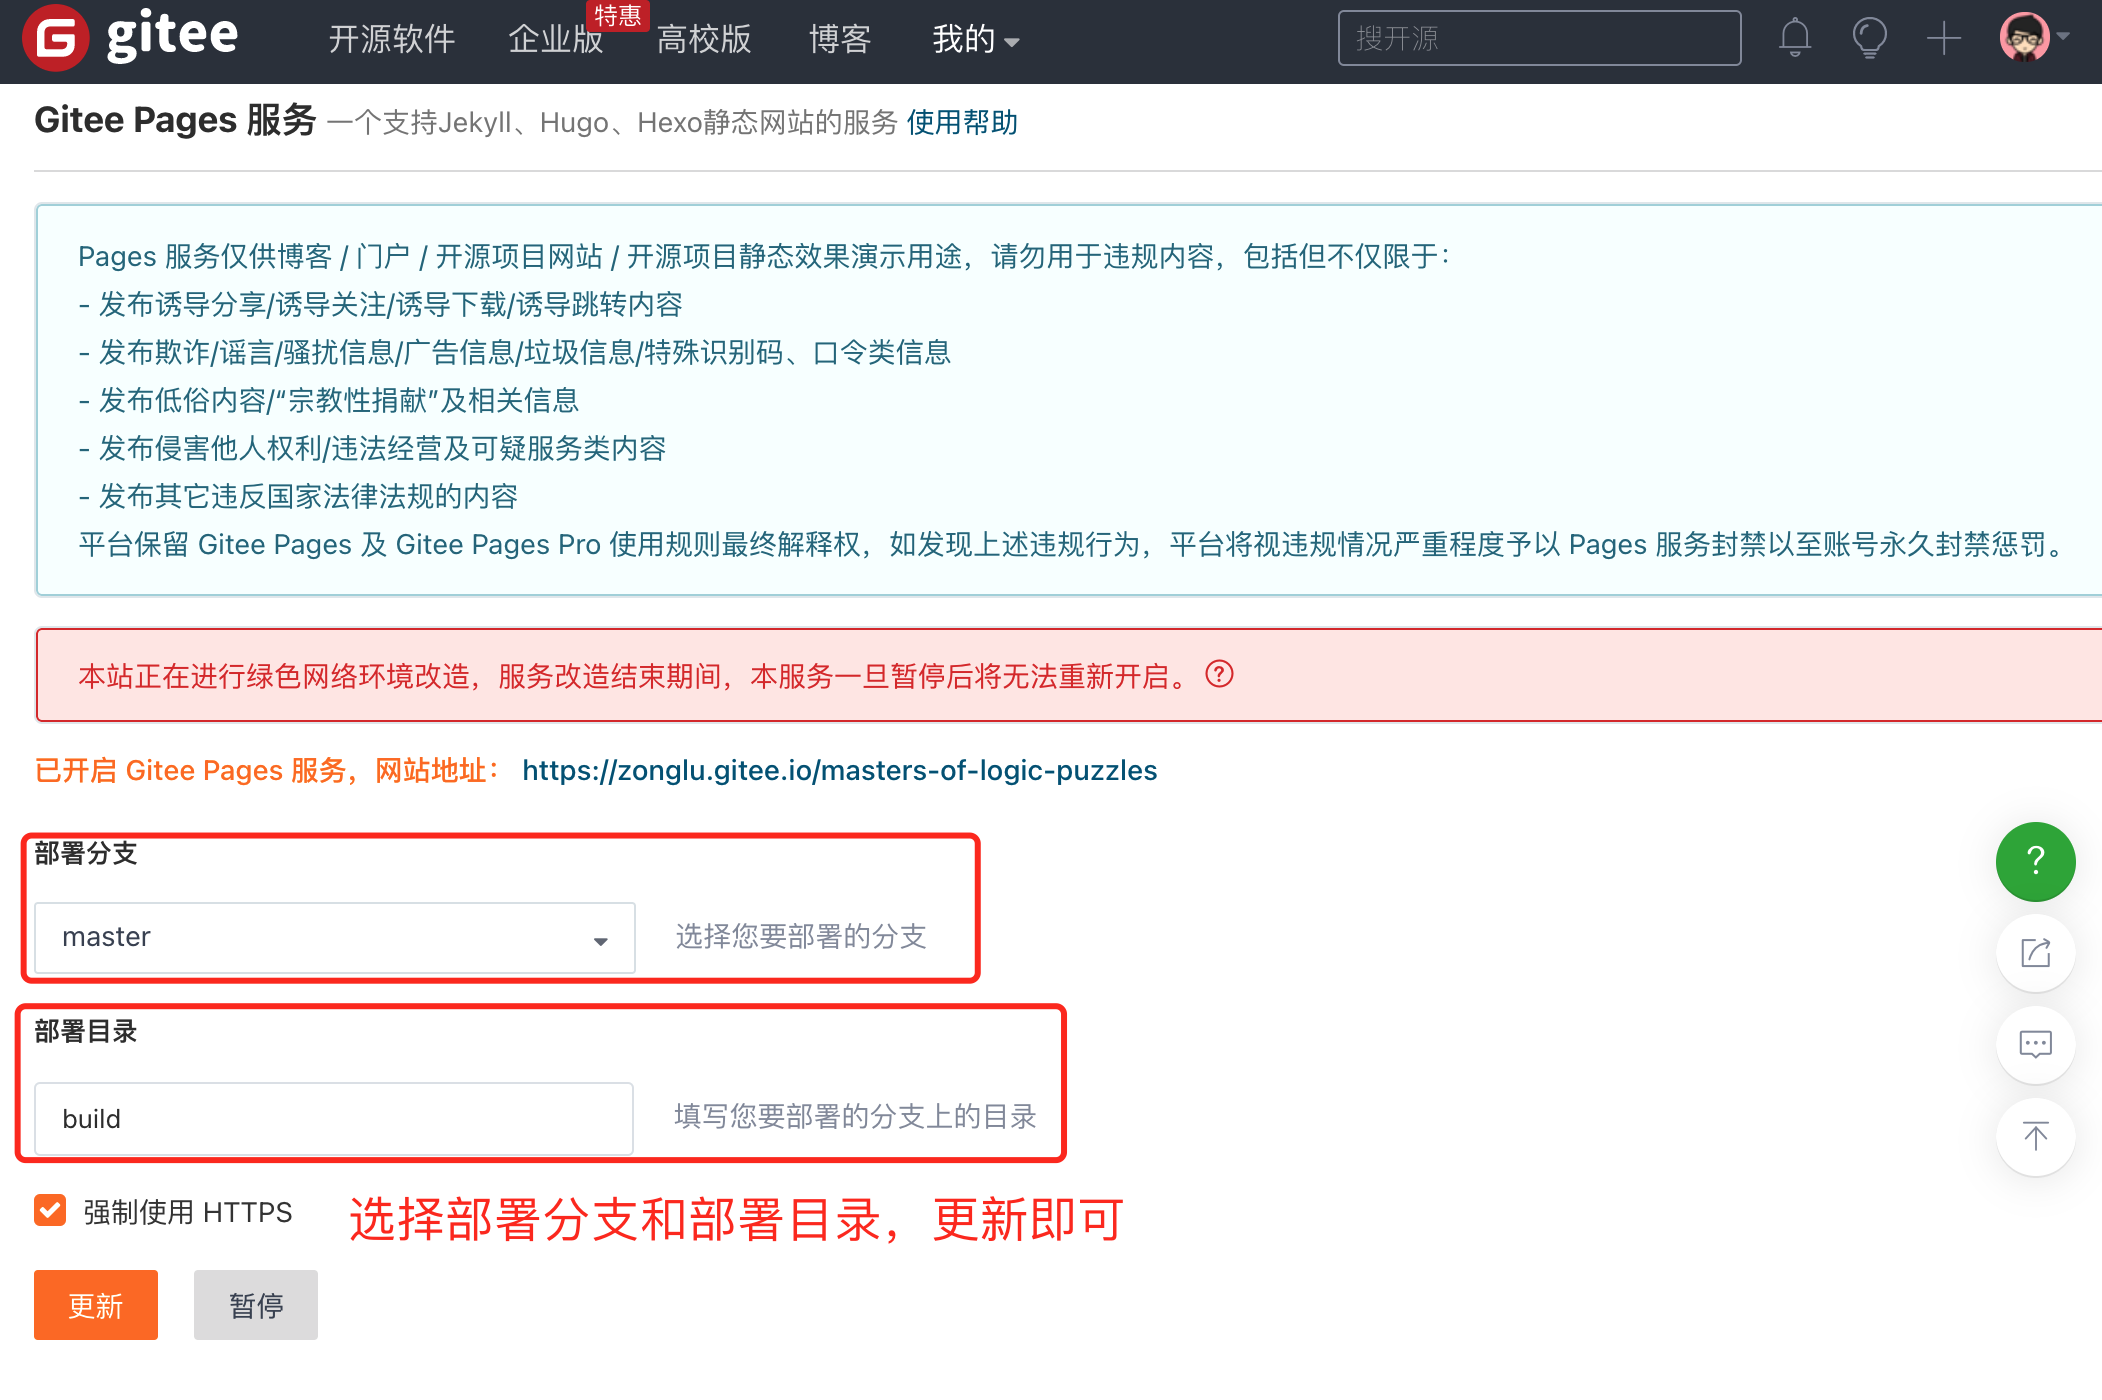 gitee 开源软件 企业版 特惠 高校版 博客 我的 搜开源
Gitee Pages 服务 一个支持Jekyll、Hugo、Hexo静态网站的服务 使用帮助
Pages 服务仅供博客 / 门户 / 开源项目网站 / 开源项目静态效果演示用途，请勿用于违规内容，包括但不仅限于：
- 发布诱导分享/诱导关注/诱导下载/诱导跳转内容
- 发布欺诈/谣言/骚扰信息/广告信息/垃圾信息/特殊识别码、口令类信息
- 发布低俗内容/“宗教性捐献”及相关信息
- 发布侵害他人权利/违法经营及可疑服务类内容
- 发布其它违反国家法律法规的内容
平台保留 Gitee Pages 及 Gitee Pages Pro 使用规则最终解释权，如发现上述违规行为，平台将视违规情况严重程度予以 Pages 服务封禁以至账号永久封禁惩罚。
本站正在进行绿色网络环境改造，服务改造结束期间，本服务一旦暂停后将无法重新开启。
已开启 Gitee Pages 服务，网站地址： https://zonglu.gitee.io/masters-of-logic-puzzles
部署分支
master 选择您要部署的分支
部署目录
build 填写您要部署的分支上的目录
强制使用 HTTPS 选择部署分支和部署目录，更新即可
更新 暂停